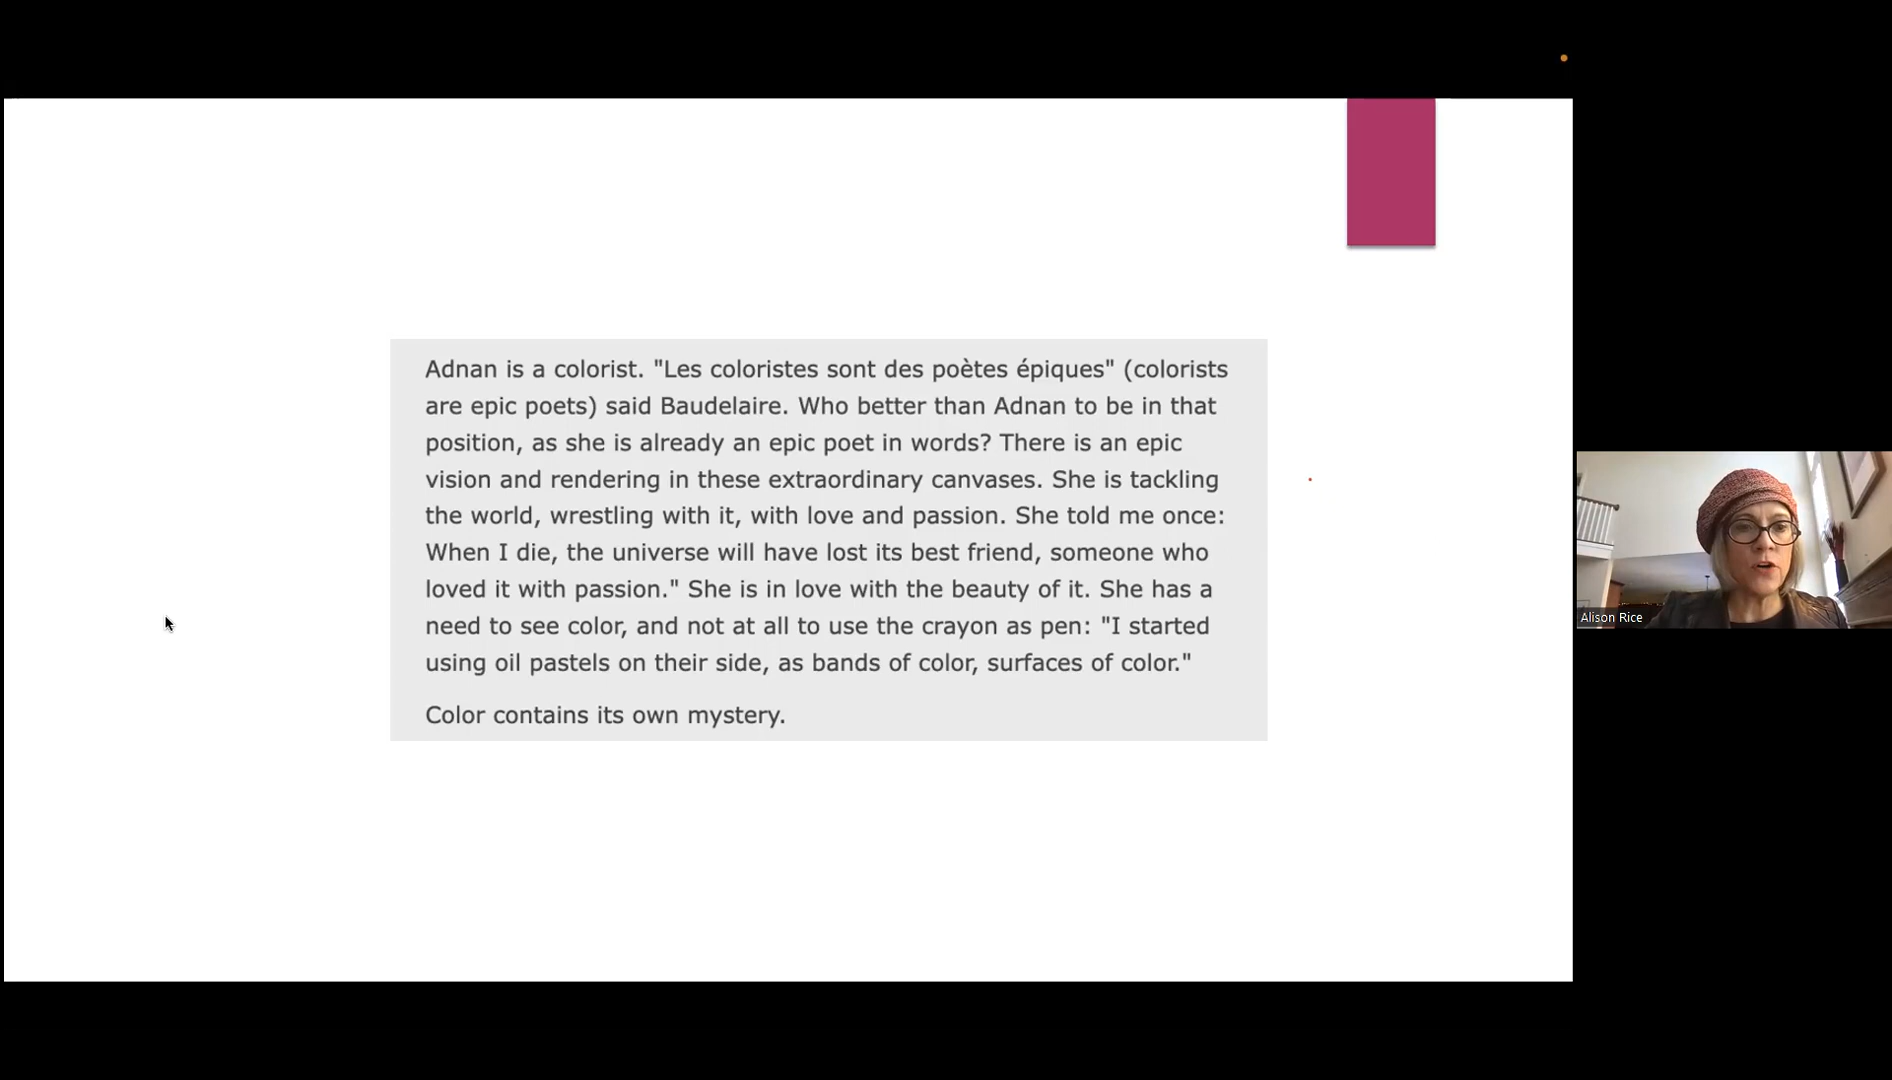 Adnan is a colorist. "Les coloristes sont des poètes épiques" (colorists
are epic poets) said Baudelaire. Who better than Adnan to be in that
position, as she is already an epic poet in words? There is an epic
vision and rendering in these extraordinary canvases. She is tackling
the world, wrestling with it, with love and passion. She told me once:
When I die, the universe will have lost its best friend, someone who
loved it with passion." She is in love with the beauty of it. She has a
need to see color, and not at all to use the crayon as pen: "I started
using oil pastels on their side, as bands of color, surfaces of color."
Color contains its own mystery.
Alison Rice